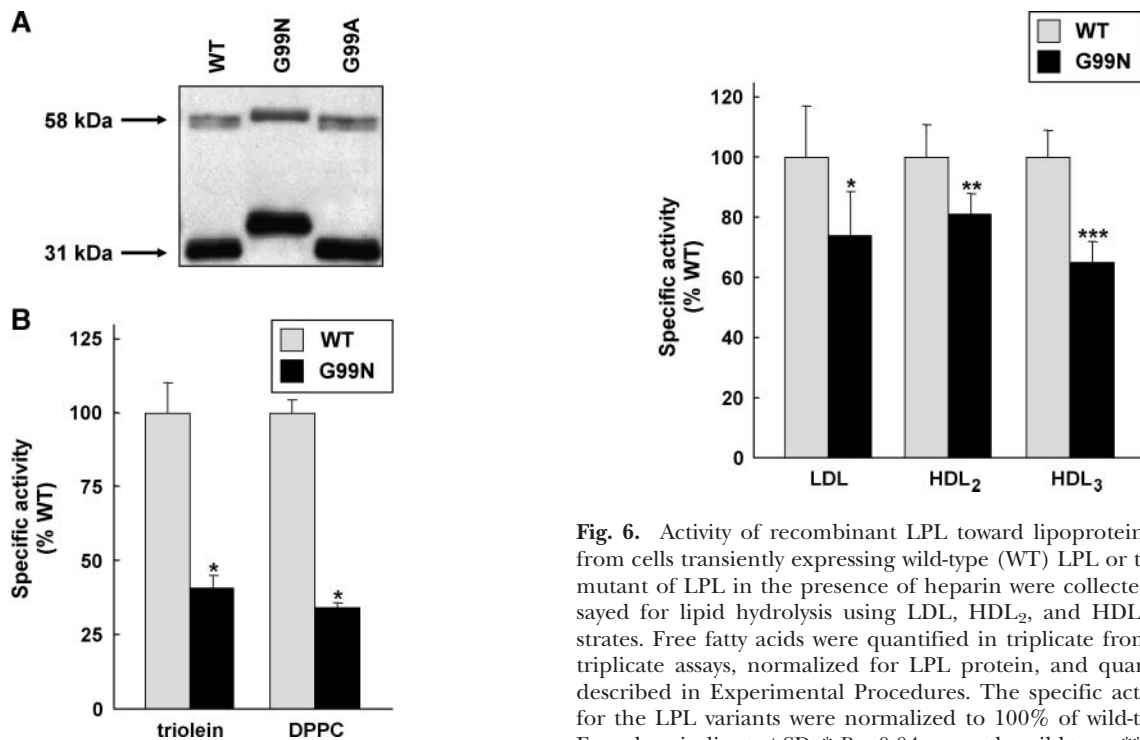 A
WT
G99N
G99A
58 kDa
31 kDa
B
WT
G99N
125
100
75
50
25
0
Specific activity
(% WT)
*
*
triolein
DPPC
WT
G99N
120
100
80
60
40
20
0
Specific activity
(% WT)
*
**
***
LDL
HDL2
HDL3
Fig. 6. Activity of recombinant LPL toward lipoprotein
from cells transiently expressing wild-type (WT) LPL or t
mutant of LPL in the presence of heparin were collecte
sayed for lipid hydrolysis using LDL, HDL2, and HDL
strates. Free fatty acids were quantified in triplicate from
triplicate assays, normalized for LPL protein, and quan
described in Experimental Procedures. The specific act
for the LPL variants were normalized to 100% of wild-t